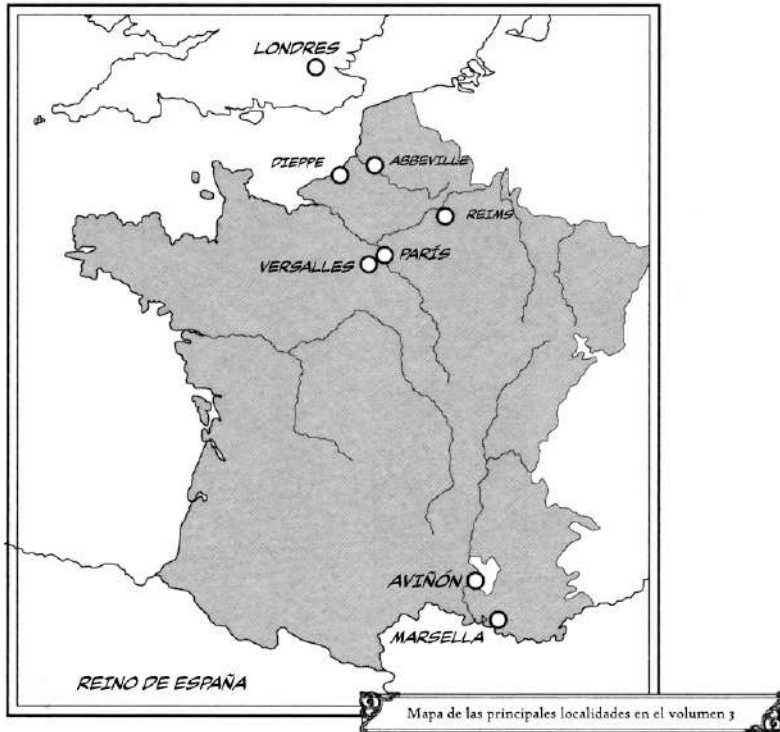 LONDRES
DIEPPE
ABBEVILLE
REIMS
PARÍS
VERSALLES
AVIÑÓN
MARSELLA
REINO DE ESPAÑA
Mapa de las principales localidades en el volumen 3